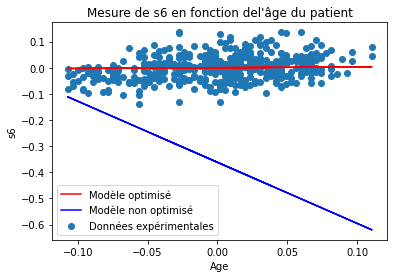 Mesure de s6 en fonction del'âge du patient
0.1
0.0
−0.1
−0.2
−0.3
−0.4
−0.5
−0.6
s6
Modèle optimisé
Modèle non optimisé
Données expérimentales
−0.10
−0.05
0.00
0.05
0.10
Age